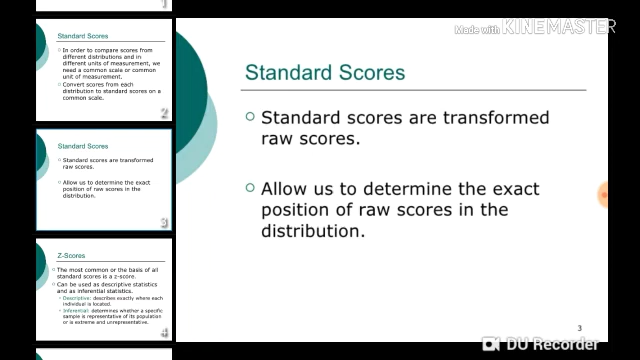 1
Standard Scores
In order to compare scores from
different distributions and in
different units of measurement, we
need a common scale or common
unit of measurement.
Convert scores from each
distribution to standard scores on a
common scale.
2
Standard Scores
Standard scores are transformed
raw scores.
Allow us to determine the exact
position of raw scores in the
distribution.
3
Z-Scores
The most common or the basis of all
standard scores is a z-score.
Can be used as descriptive statistics
and as inferential statistics.
Descriptive: describes exactly where each
individual is located.
Inferential: determines whether a specific
sample is representative of its population
or is extreme and unrepresentative.
4
Made with KINEMASTER
Standard Scores
Standard scores are transformed
raw scores.
Allow us to determine the exact
position of raw scores in the
distribution.
3
DU Recorder